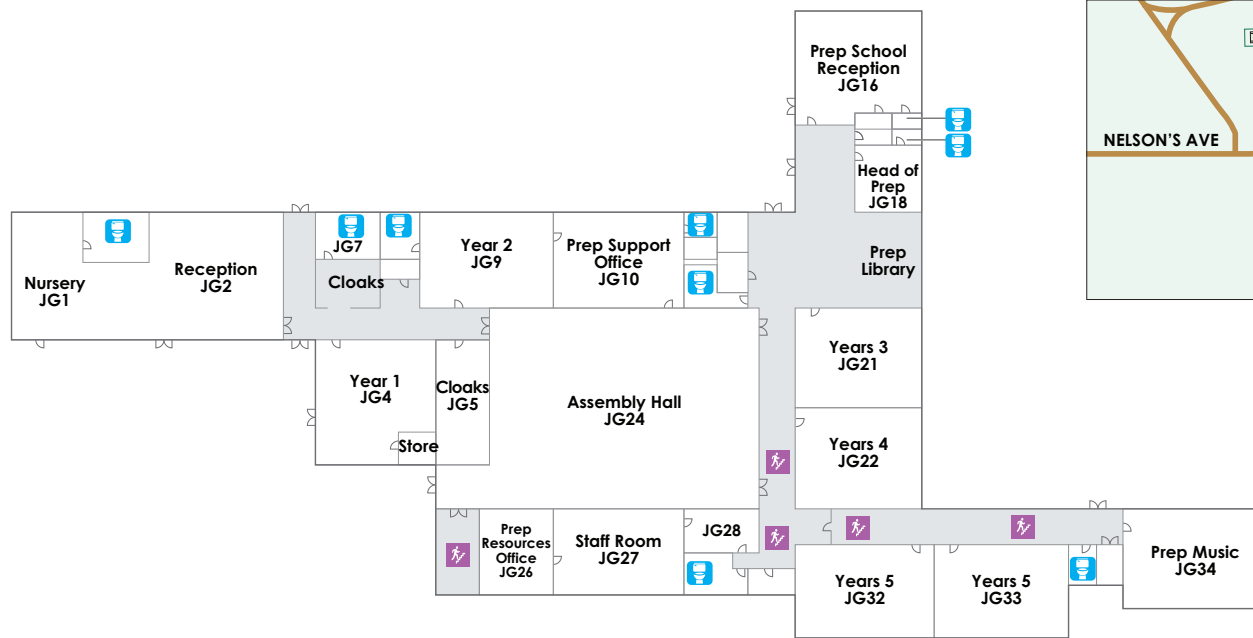 Prep School
Reception
JG16
NELSON'S AVE
Head of
Prep
JG18
JG7
Year 2
JG9
Prep Support
Office
JG10
Prep
Library
Nursery
JG1
Reception
JG2
Cloaks
Years 3
JG21
Year 1
JG4
Cloaks
JG5
Assembly Hall
JG24
Store
Years 4
JG22
Prep
Resources
Office
JG26
Staff Room
JG27
JG28
Prep Music
JG34
Years 5
JG32
Years 5
JG33